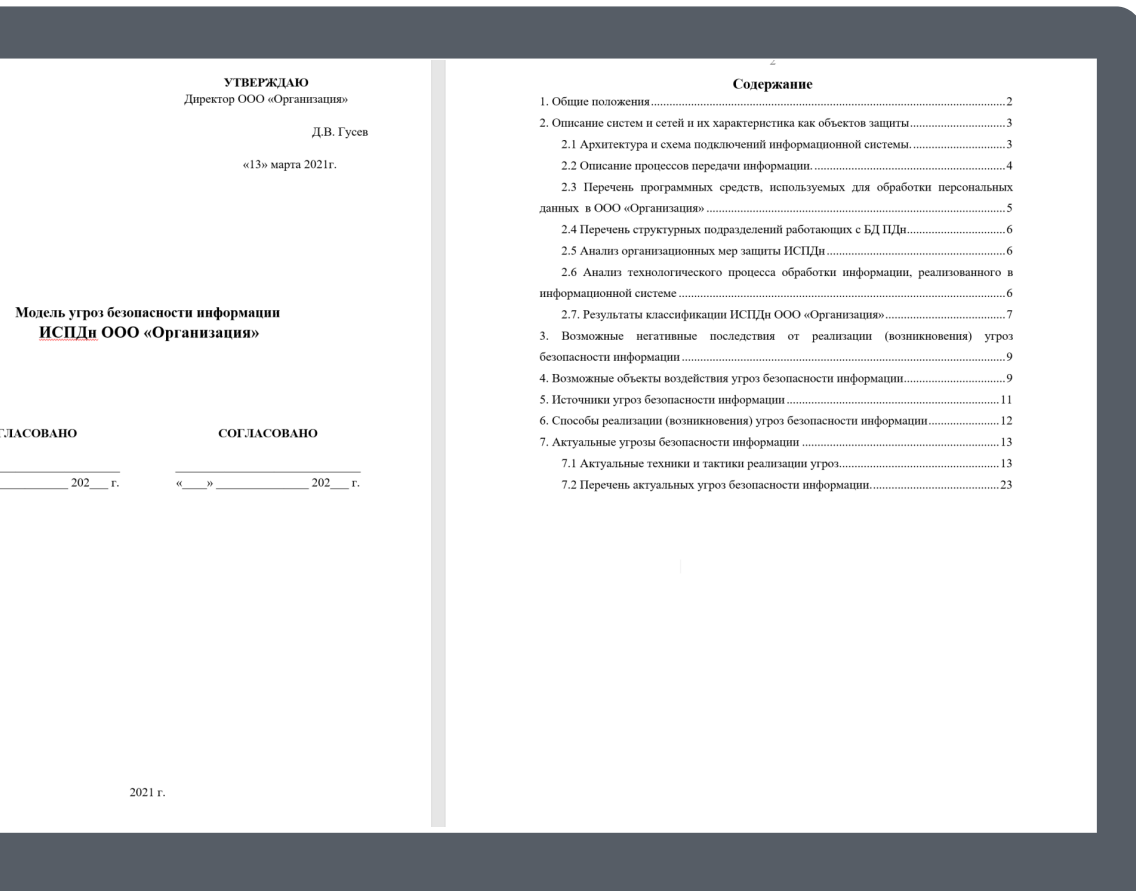 УТВЕРЖДАЮ
Директор ООО «Организация»
Д.В. Гусев
«13» марта 2021г.
Модель угроз безопасности информации
ИСПДн ООО «Организация»
ГЛАСОВАНО СОГЛАСОВАНО
___________ 202___ г. «____» _______________ 202___ г.
2021 г.
2
Содержание
1. Общие положения....................2
2. Описание систем и сетей и их характеристика как объектов защиты....................3
2.1 Архитектура и схема подключений информационной системы.....................3
2.2 Описание процессов передачи информации.....................4
2.3 Перечень программных средств, используемых для обработки персональных
данных в ООО «Организация»....................5
2.4 Перечень структурных подразделений работающих с БД ПДн....................6
2.5 Анализ организационных мер защиты ИСПДн....................6
2.6 Анализ технологического процесса обработки информации, реализованного в
информационной системе....................6
2.7. Результаты классификации ИСПДн ООО «Организация»....................7
3. Возможные негативные последствия от реализации (возникновения) угроз
безопасности информации....................9
4. Возможные объекты воздействия угроз безопасности информации....................9
5. Источники угроз безопасности информации....................11
6. Способы реализации (возникновения) угроз безопасности информации....................12
7. Актуальные угрозы безопасности информации....................13
7.1 Актуальные техники и тактики реализации угроз....................13
7.2 Перечень актуальных угроз безопасности информации.....................23